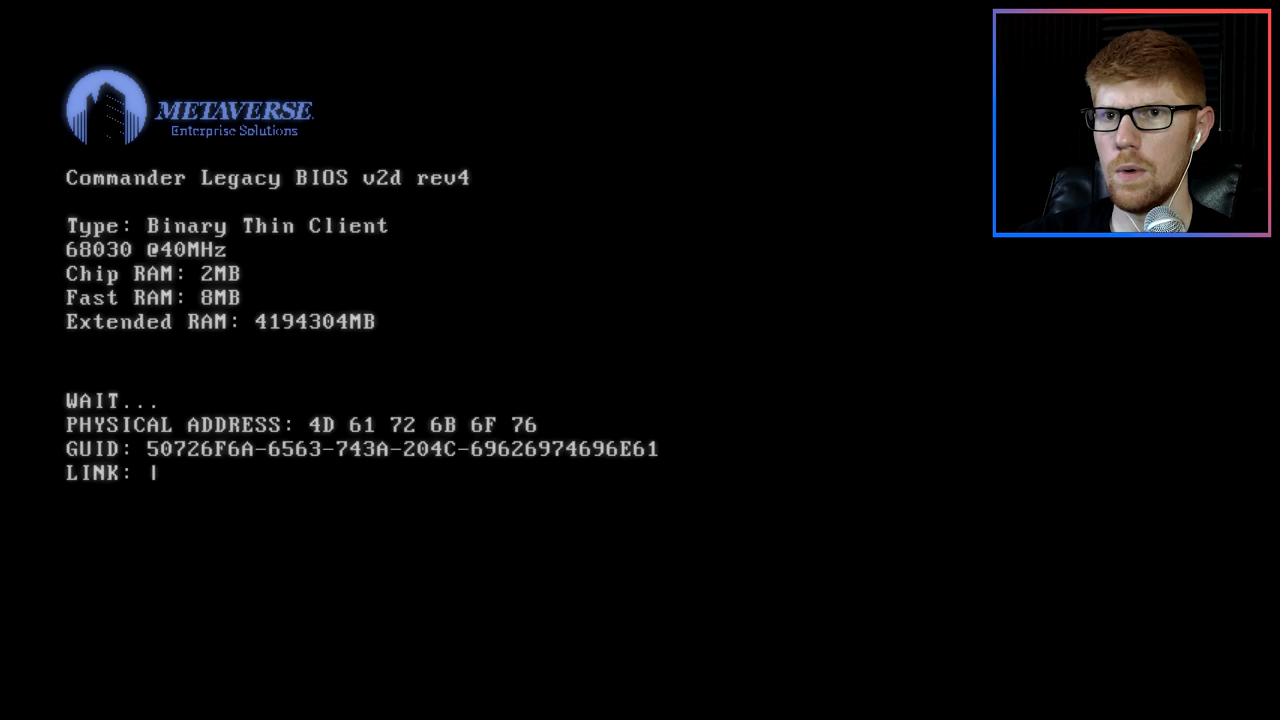 METAVERSE
Enterprise Solutions
Commander Legacy BIOS v2d rev4
Type: Binary Thin Client
68030 @40MHz
Chip RAM: 2MB
Fast RAM: 8MB
Extended RAM: 4194304MB
WAIT...
PHYSICAL ADDRESS: 4D 61 72 6B 6F 76
GUID: 50726F6A-6563-743A-204C-69626974696E61
LINK: |